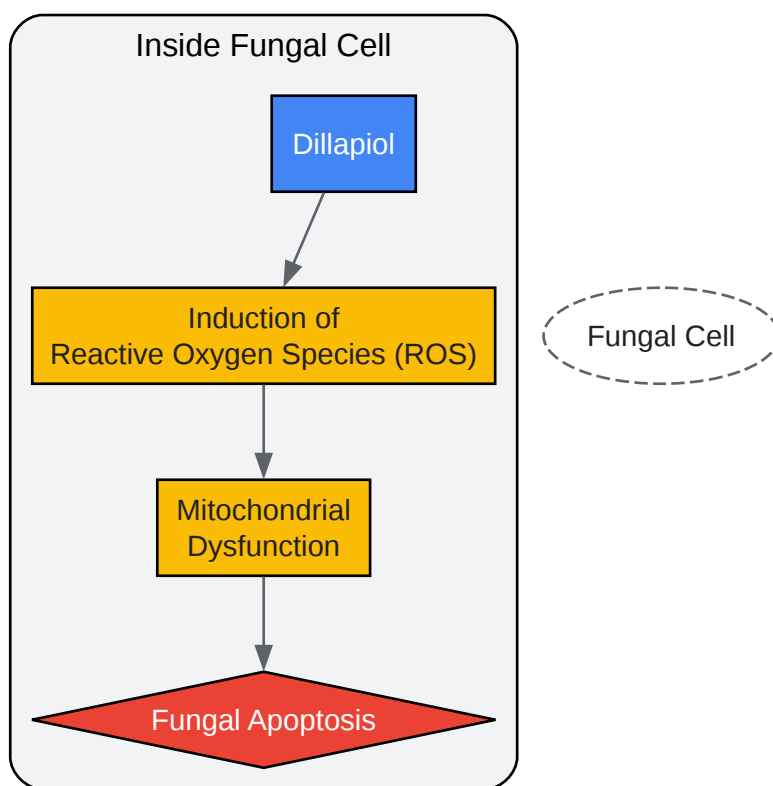 Inside Fungal Cell
Dillapiol
Induction of
Reactive Oxygen Species (ROS)
Fungal Cell
Mitochondrial
Dysfunction
Fungal Apoptosis